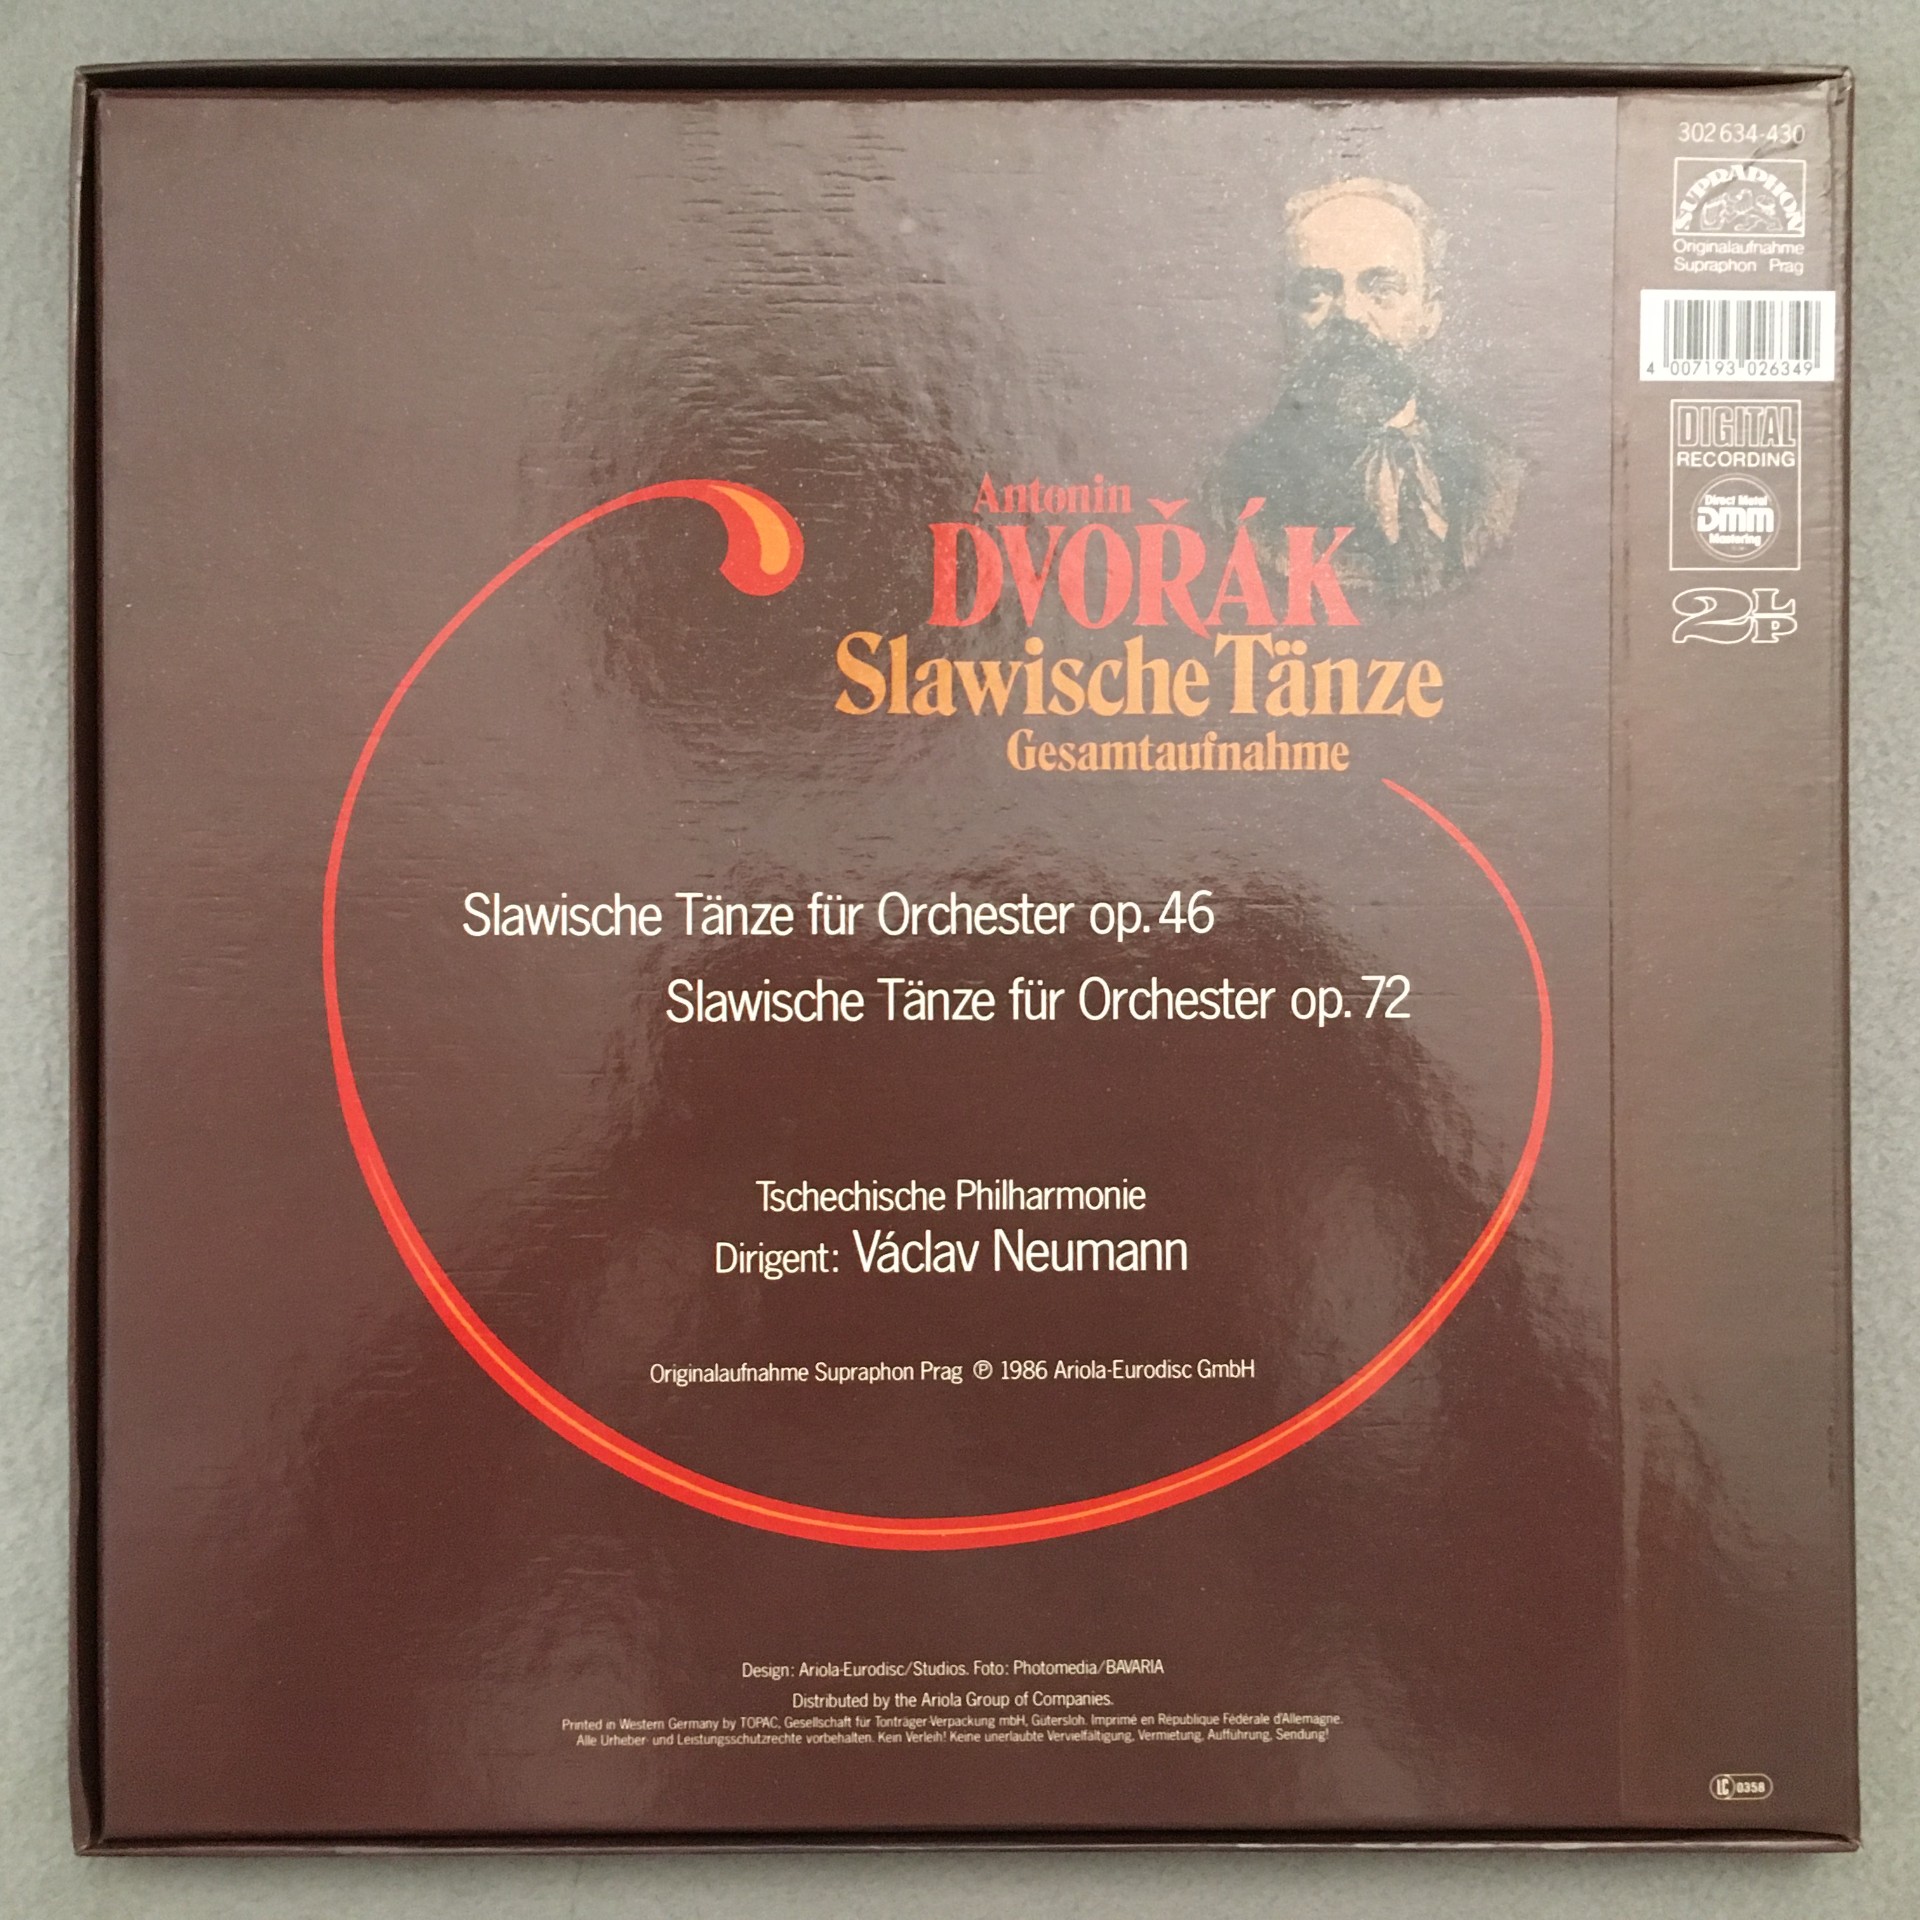 302 634-430
SUPRAPHON
Originalaufnahme
Supraphon Prag
4 007193 026349
DIGITAL
RECORDING
Direct Metal
DMM
Mastering
2LP
Antonin
DVOŘÁK
Slawische Tänze
Gesamtaufnahme
Slawische Tänze für Orchester op. 46
Slawische Tänze für Orchester op. 72
Tschechische Philharmonie
Dirigent: Václav Neumann
Originalaufnahme Supraphon Prag ℗ 1986 Ariola-Eurodisc GmbH
Design: Ariola-Eurodisc/Studios. Foto: Photomedia/BAVARIA
Distributed by the Ariola Group of Companies.
Printed in Western Germany by TOPAC, Gesellschaft für Tonträger-Verpackung mbH, Gütersloh. Imprimé en République Fédérale d'Allemagne.
Alle Urheber- und Leistungsschutzrechte vorbehalten. Kein Verleih! Keine unerlaubte Vervielfältigung, Vermietung, Aufführung, Sendung!
LC 0358